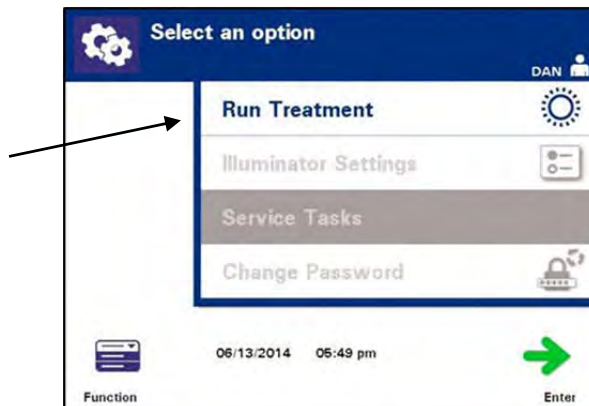 Select an option
DAN
Run Treatment
Illuminator Settings
Service Tasks
Change Password
06/13/2014 05:49 pm
Function
Enter